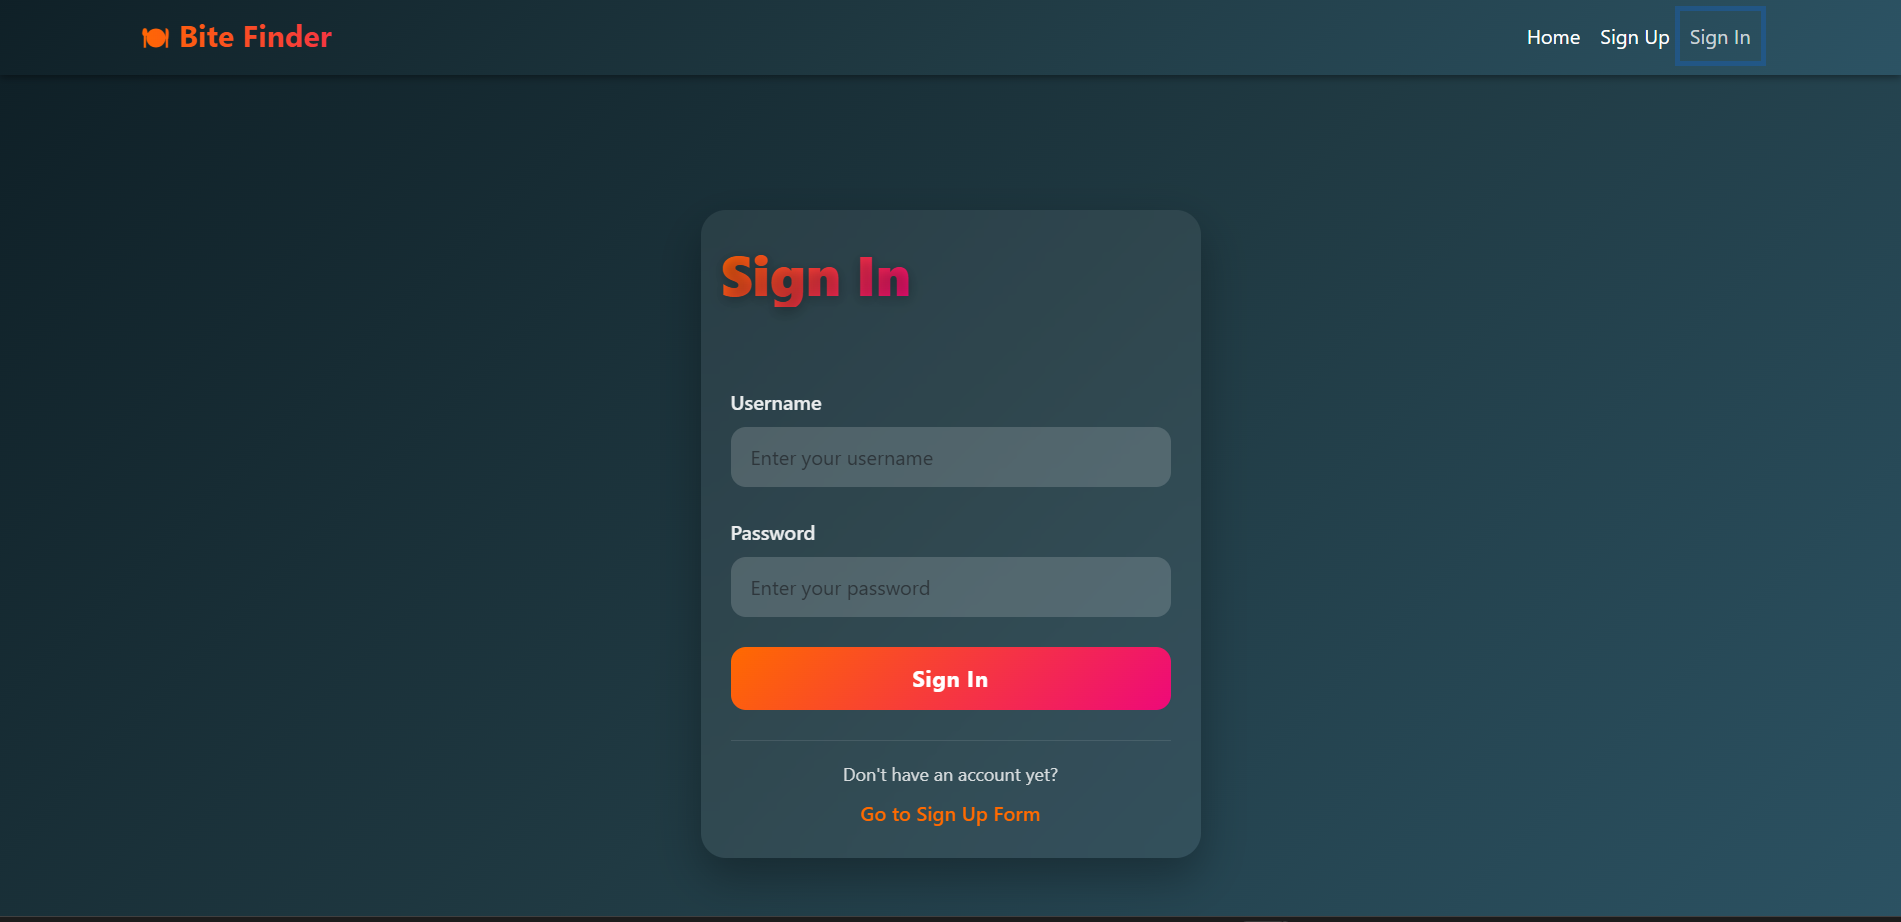 Bite Finder
Home Sign Up Sign In
Sign In
Username
Enter your username
Password
Enter your password
Sign In
Don't have an account yet?
Go to Sign Up Form